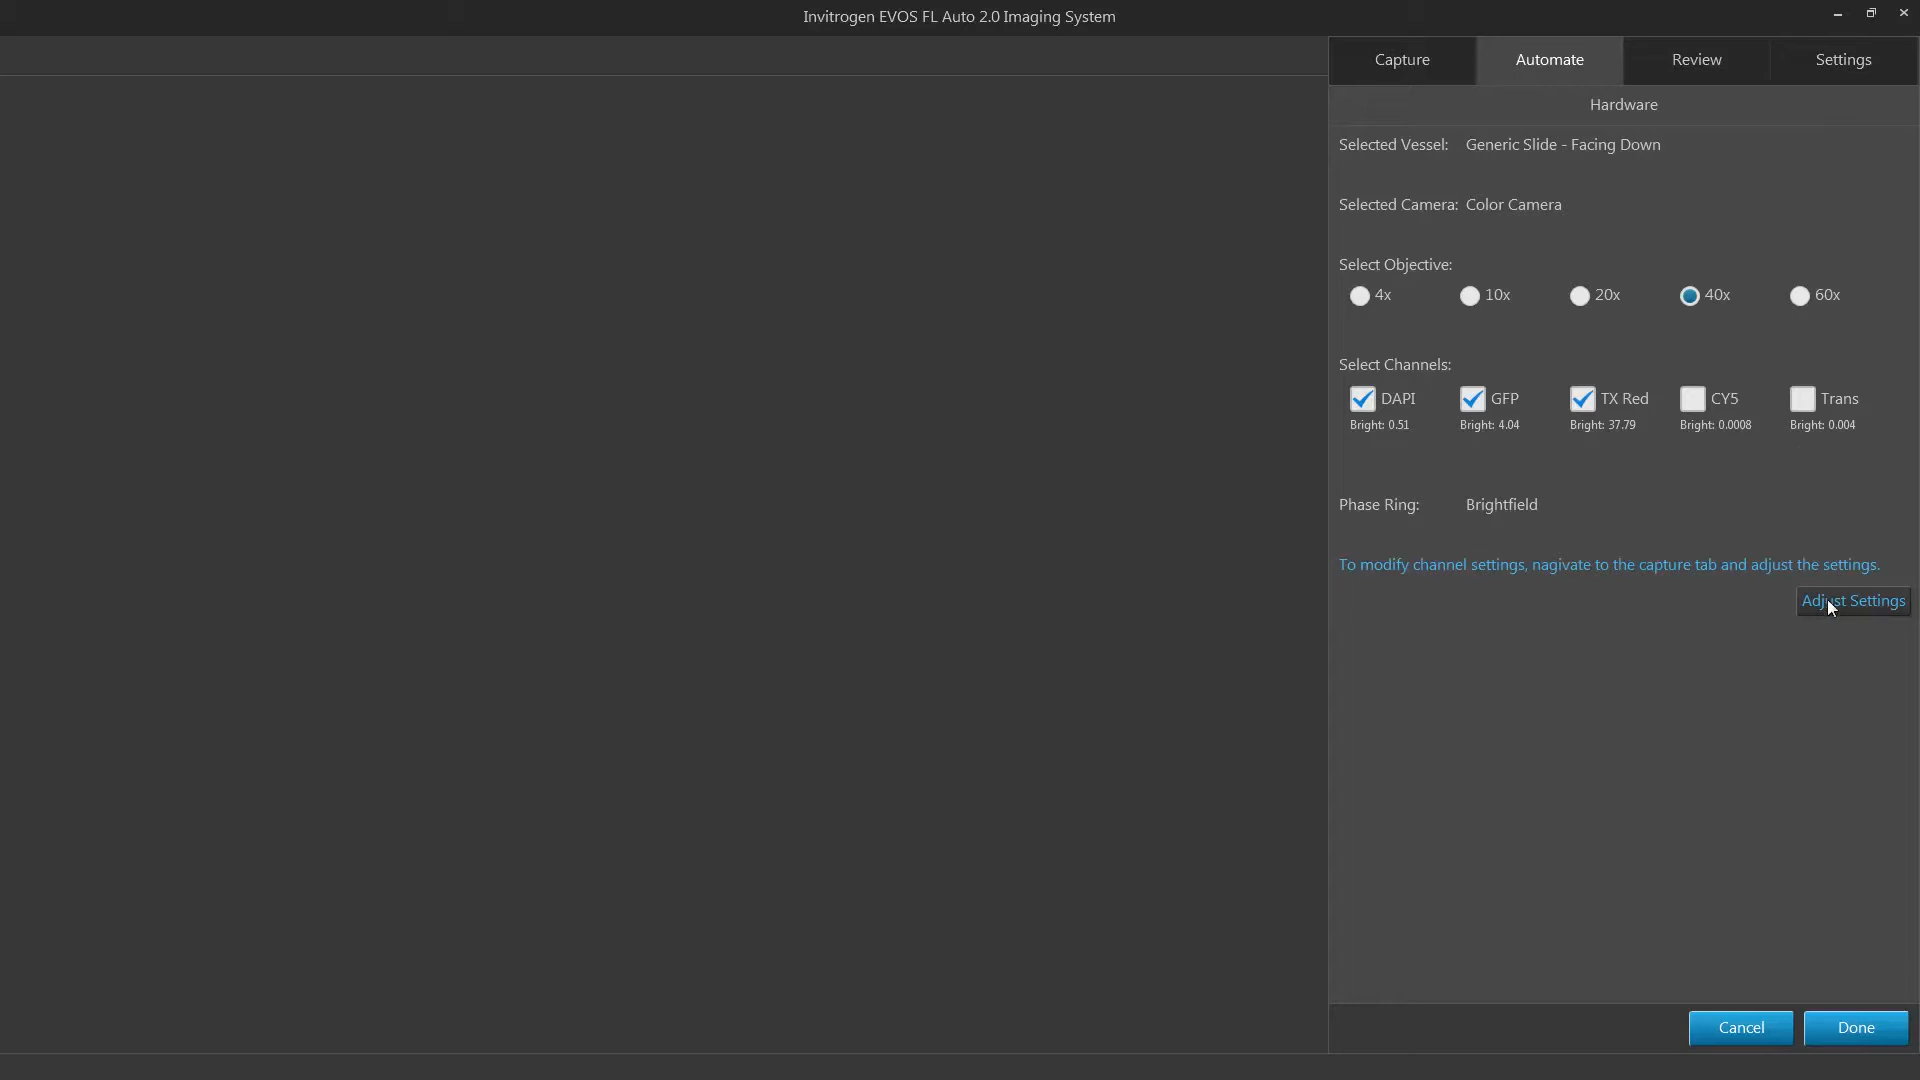 Invitrogen EVOS FL Auto 2.0 Imaging System
Capture Automate Review Settings
Hardware
Selected Vessel: Generic Slide - Facing Down
Selected Camera: Color Camera
Select Objective:
4x 10x 20x 40x 60x
Select Channels:
DAPI GFP TX Red CY5 Trans
Bright: 0.51 Bright: 4.04 Bright: 37.79 Bright: 0.0008 Bright: 0.004
Phase Ring: Brightfield
To modify channel settings, nagivate to the capture tab and adjust the settings.
Adjust Settings
Cancel Done